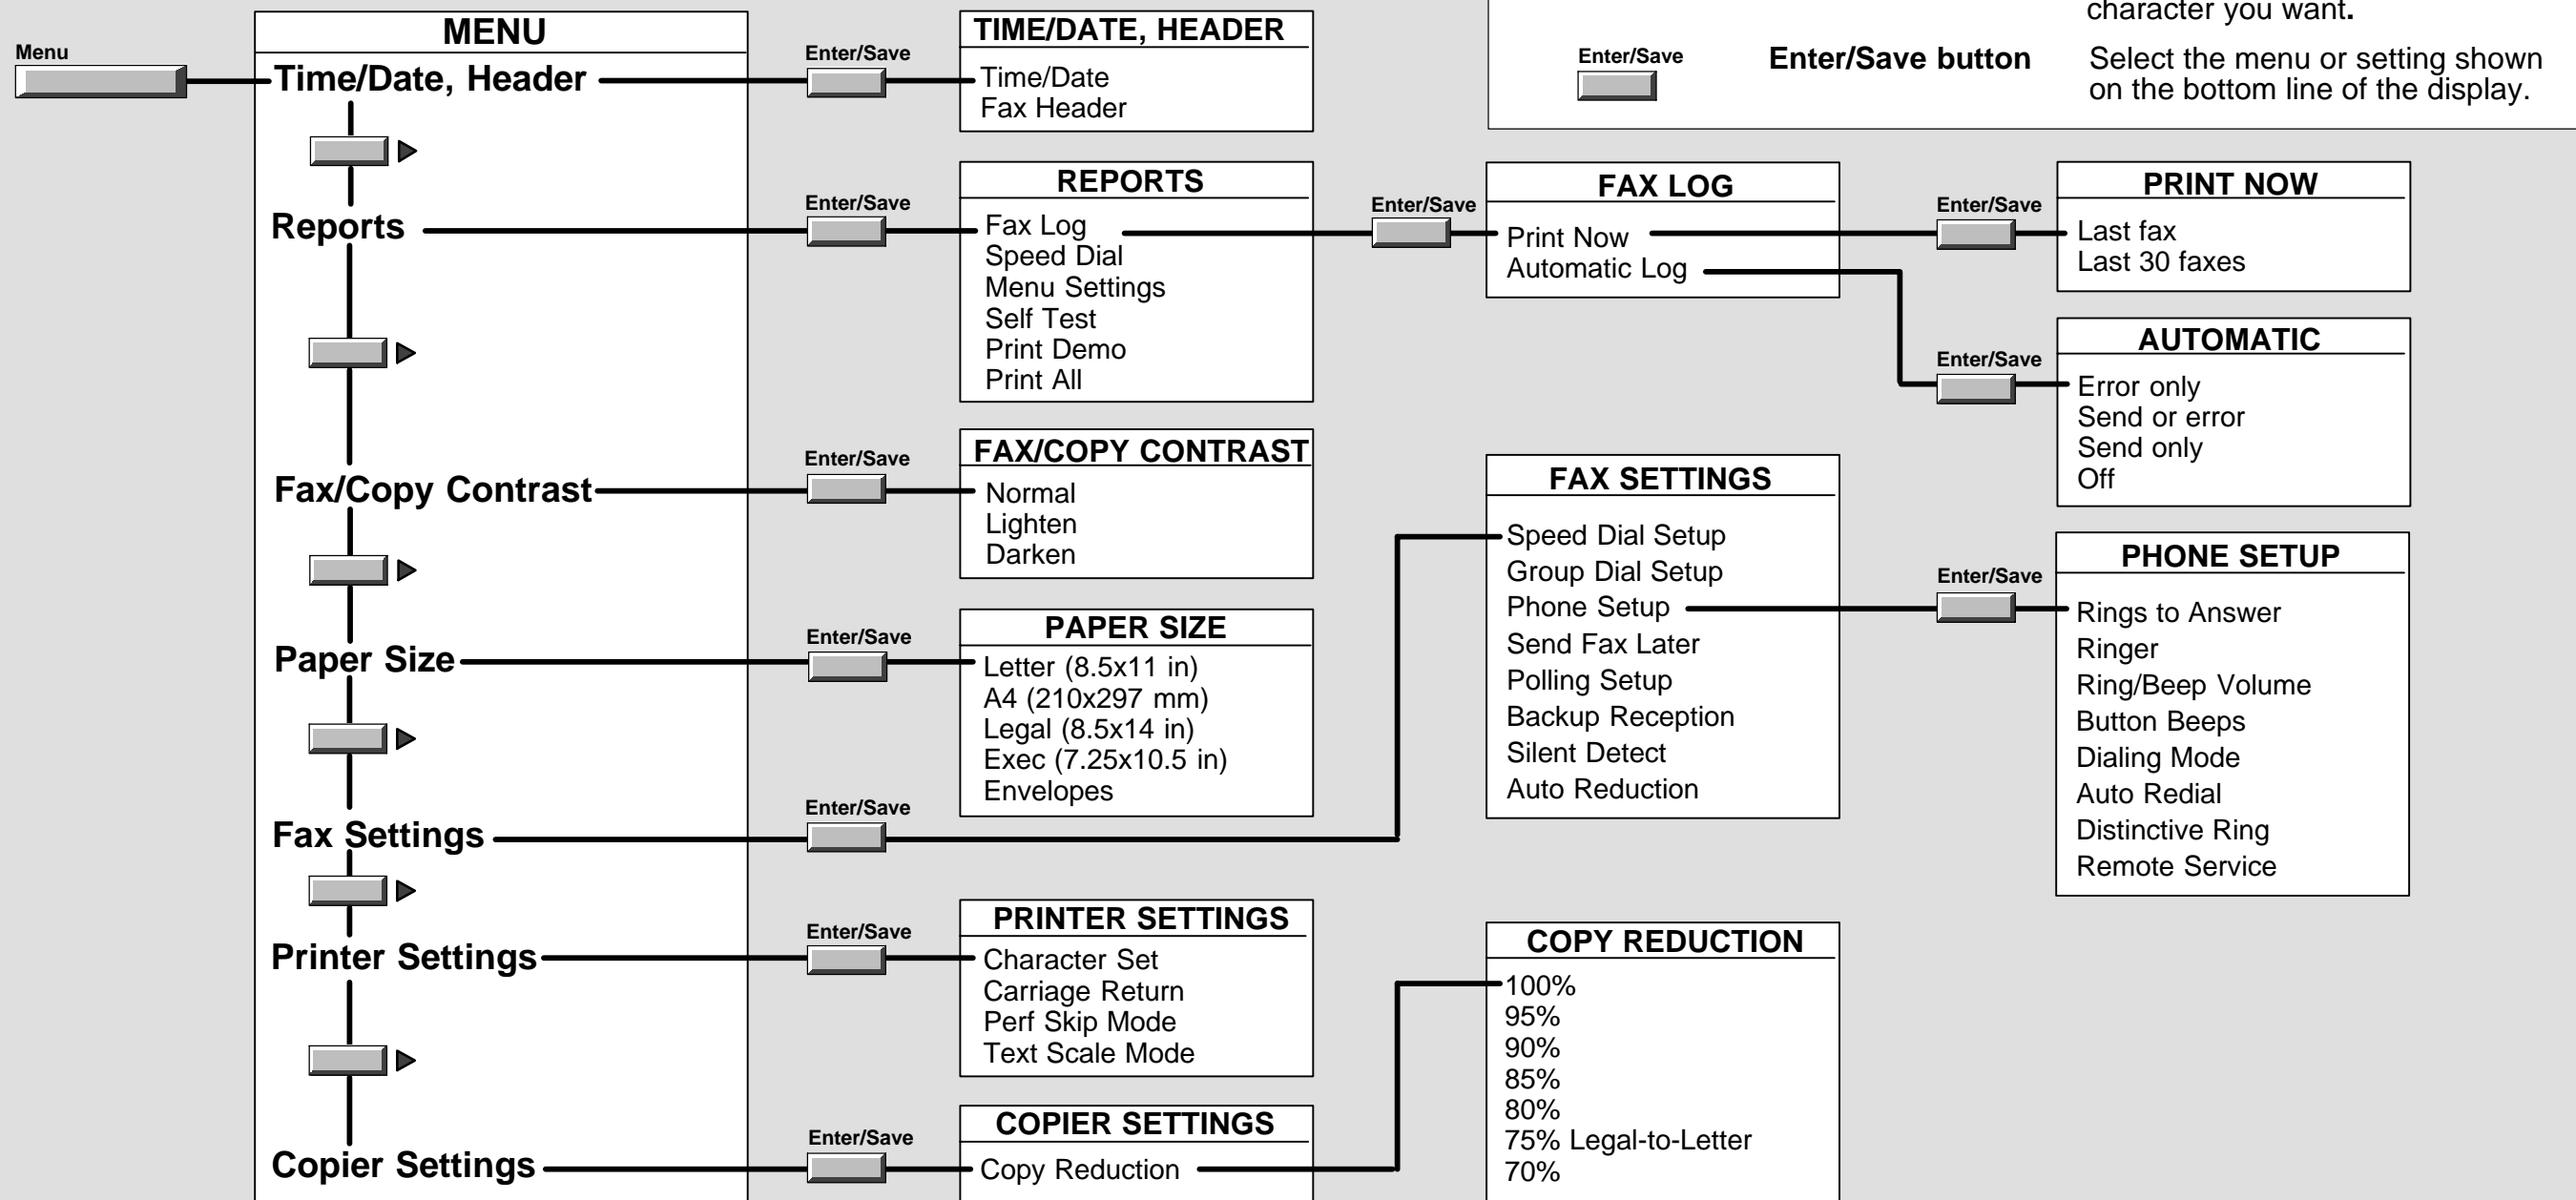 Menu
MENU
Time/Date, Header
Reports
Fax/Copy Contrast
Paper Size
Fax Settings
Printer Settings
Copier Settings
Enter/Save
TIME/DATE, HEADER
Time/Date
Fax Header
Enter/Save
REPORTS
Fax Log
Speed Dial
Menu Settings
Self Test
Print Demo
Print All
Enter/Save
FAX/COPY CONTRAST
Normal
Lighten
Darken
Enter/Save
PAPER SIZE
Letter (8.5x11 in)
A4 (210x297 mm)
Legal (8.5x14 in)
Exec (7.25x10.5 in)
Envelopes
Enter/Save
Enter/Save
PRINTER SETTINGS
Character Set
Carriage Return
Perf Skip Mode
Text Scale Mode
Enter/Save
COPIER SETTINGS
Copy Reduction
character you want.
Enter/Save
Enter/Save button
Select the menu or setting shown
on the bottom line of the display.
Enter/Save
FAX LOG
Print Now
Automatic Log
Enter/Save
PRINT NOW
Last fax
Last 30 faxes
Enter/Save
AUTOMATIC
Error only
Send or error
Send only
Off
FAX SETTINGS
Speed Dial Setup
Group Dial Setup
Phone Setup
Send Fax Later
Polling Setup
Backup Reception
Silent Detect
Auto Reduction
Enter/Save
PHONE SETUP
Rings to Answer
Ringer
Ring/Beep Volume
Button Beeps
Dialing Mode
Auto Redial
Distinctive Ring
Remote Service
COPY REDUCTION
100%
95%
90%
85%
80%
75% Legal-to-Letter
70%